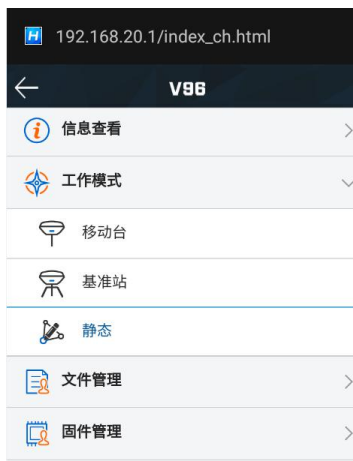 192.168.20.1/index_ch.html
V96
信息查看
工作模式
移动台
基准站
静态
文件管理
固件管理